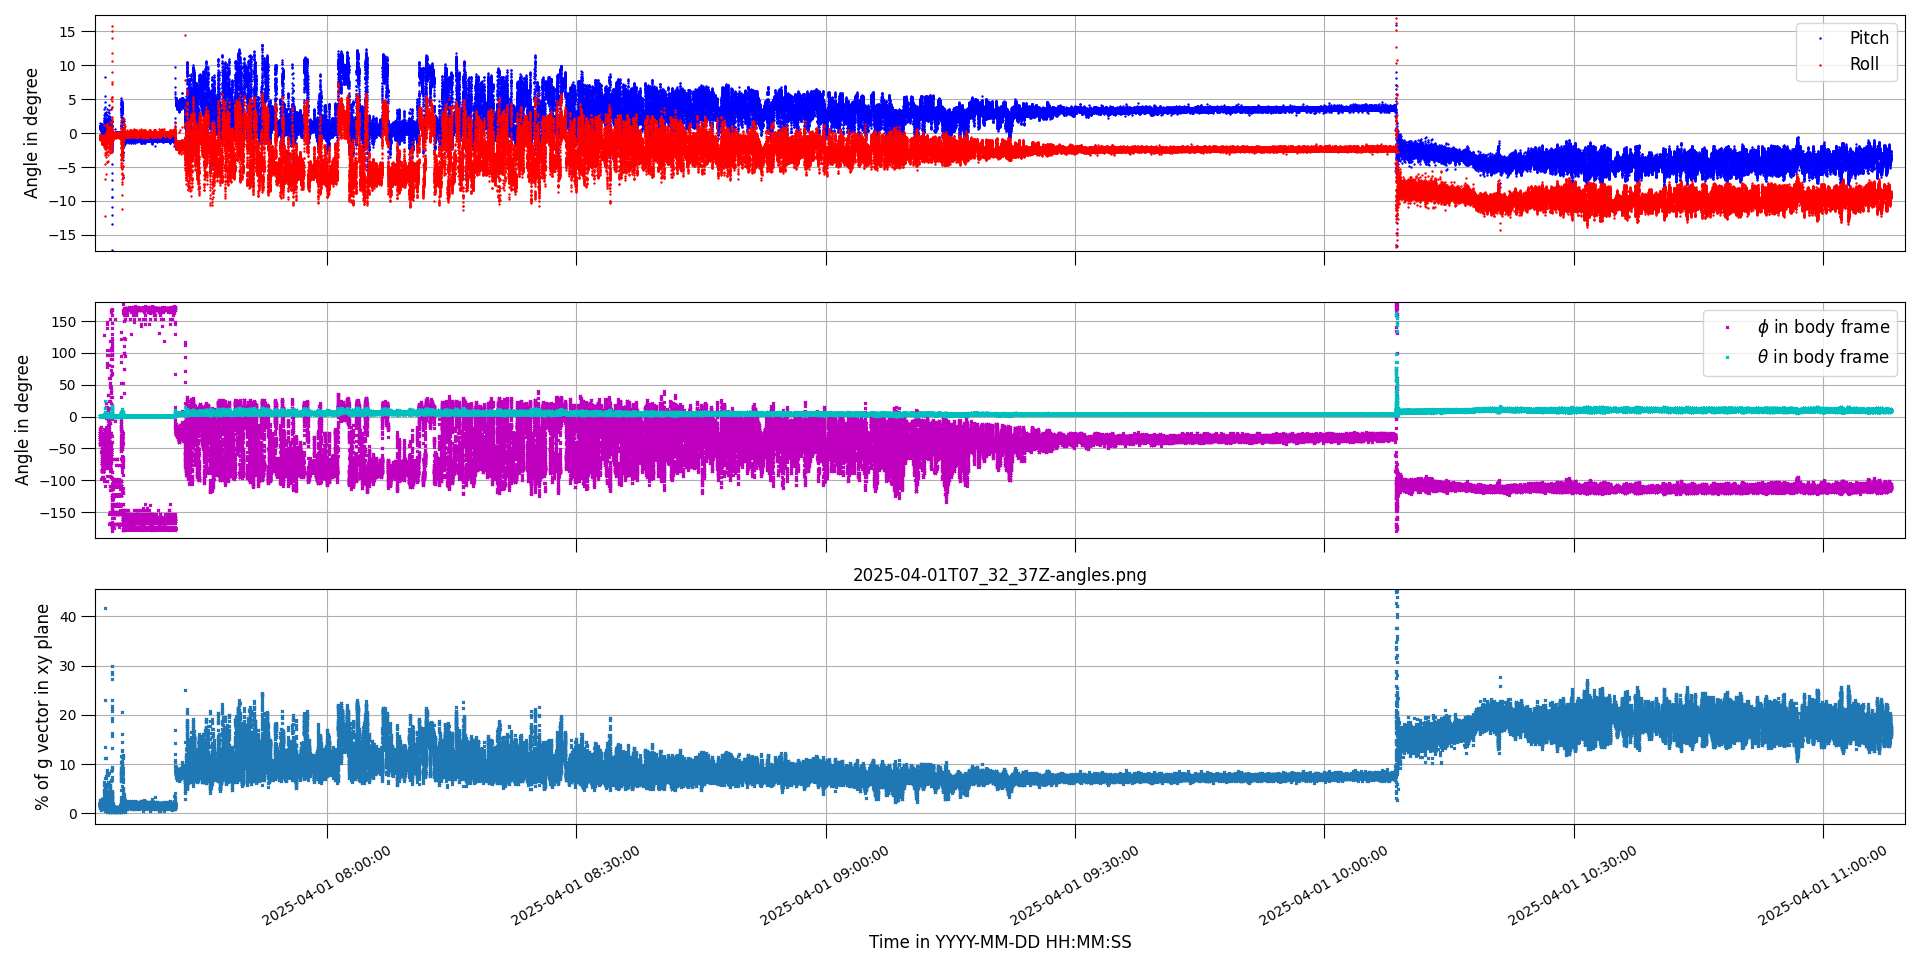 15
10
5
0
−5
−10
−15
Angle in degree
Pitch
Roll
150
100
50
0
−50
−100
−150
Angle in degree
ϕ in body frame
θ in body frame
2025-04-01T07_32_37Z-angles.png
40
30
20
10
0
% of g vector in xy plane
2025-04-01 08:00:00
2025-04-01 08:30:00
2025-04-01 09:00:00
2025-04-01 09:30:00
2025-04-01 10:00:00
2025-04-01 10:30:00
2025-04-01 11:00:00
Time in YYYY-MM-DD HH:MM:SS